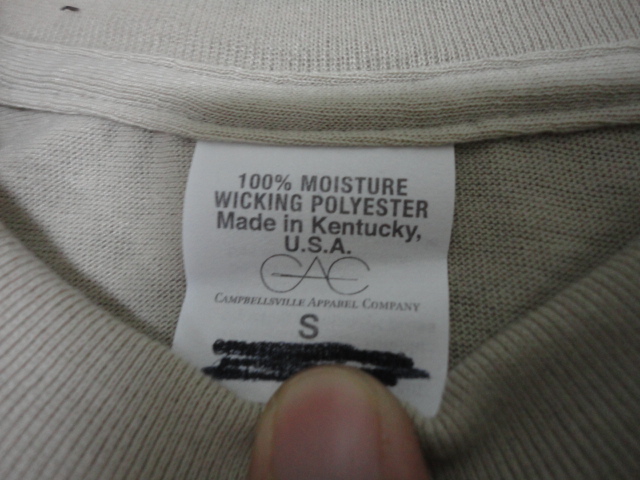 100% MOISTURE
WICKING POLYESTER
Made in Kentucky,
U.S.A.
CAC
CAMPBELLSVILLE APPAREL COMPANY
S